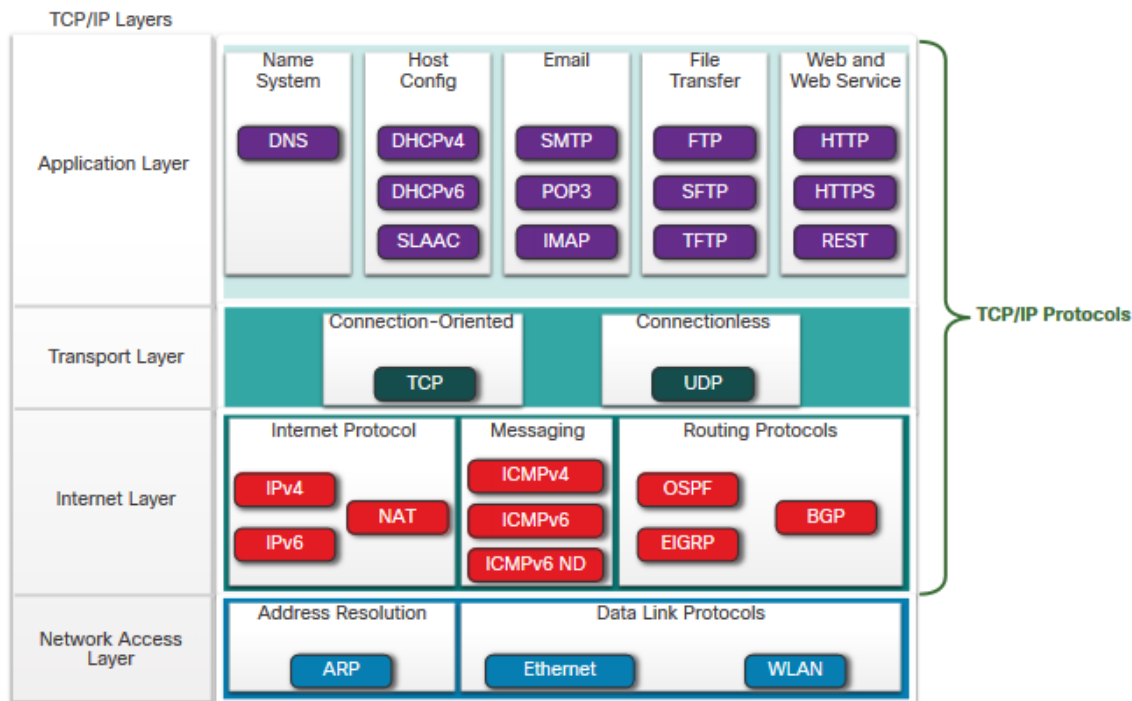 TCP/IP Layers
Name
System
Host
Config
Email
File
Transfer
Web and
Web Service
Application Layer
DNS
DHCPv4
SMTP
FTP
HTTP
DHCPv6
POP3
SFTP
HTTPS
SLAAC
IMAP
TFTP
REST
TCP/IP Protocols
Transport Layer
Connection-Oriented
Connectionless
TCP
UDP
Internet Layer
Internet Protocol
Messaging
Routing Protocols
IPv4
NAT
IPv6
ICMPv4
ICMPv6
ICMPv6 ND
OSPF
BGP
EIGRP
Network Access
Layer
Address Resolution
Data Link Protocols
ARP
Ethernet
WLAN